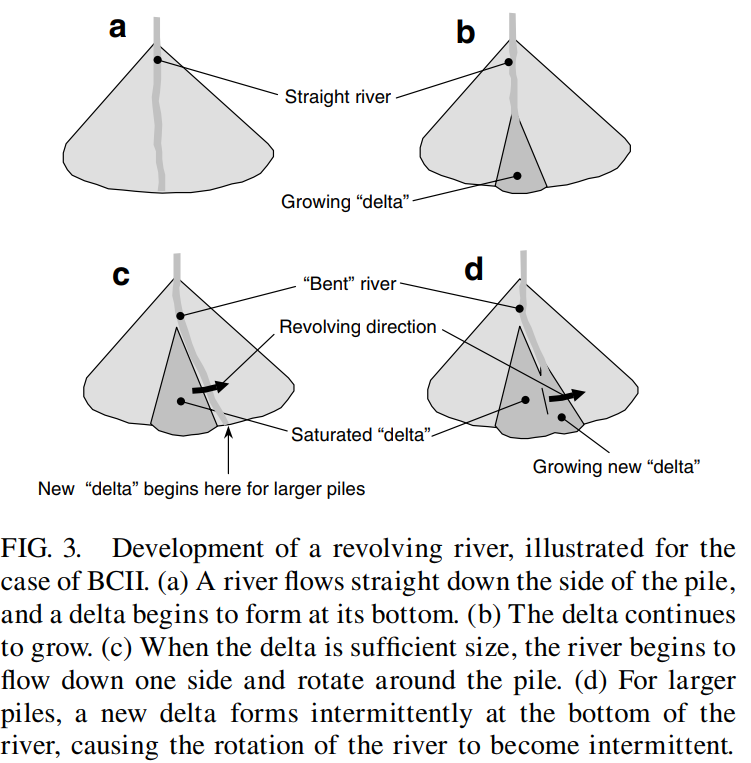 a
b
Straight river
Growing “delta”
c
d
“Bent” river
Revolving direction
Saturated “delta”
Growing new “delta”
New “delta” begins here for larger piles
FIG. 3. Development of a revolving river, illustrated for the
case of BCII. (a) A river flows straight down the side of the pile,
and a delta begins to form at its bottom. (b) The delta continues
to grow. (c) When the delta is sufficient size, the river begins to
flow down one side and rotate around the pile. (d) For larger
piles, a new delta forms intermittently at the bottom of the
river, causing the rotation of the river to become intermittent.